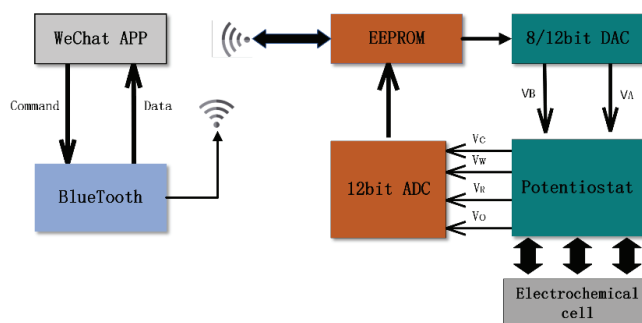 WeChat APP
EEPROM
8/12bit DAC
Command
Data
VB
VA
BlueTooth
12bit ADC
VC
VW
VR
VO
Potentiostat
Electrochemical
cell